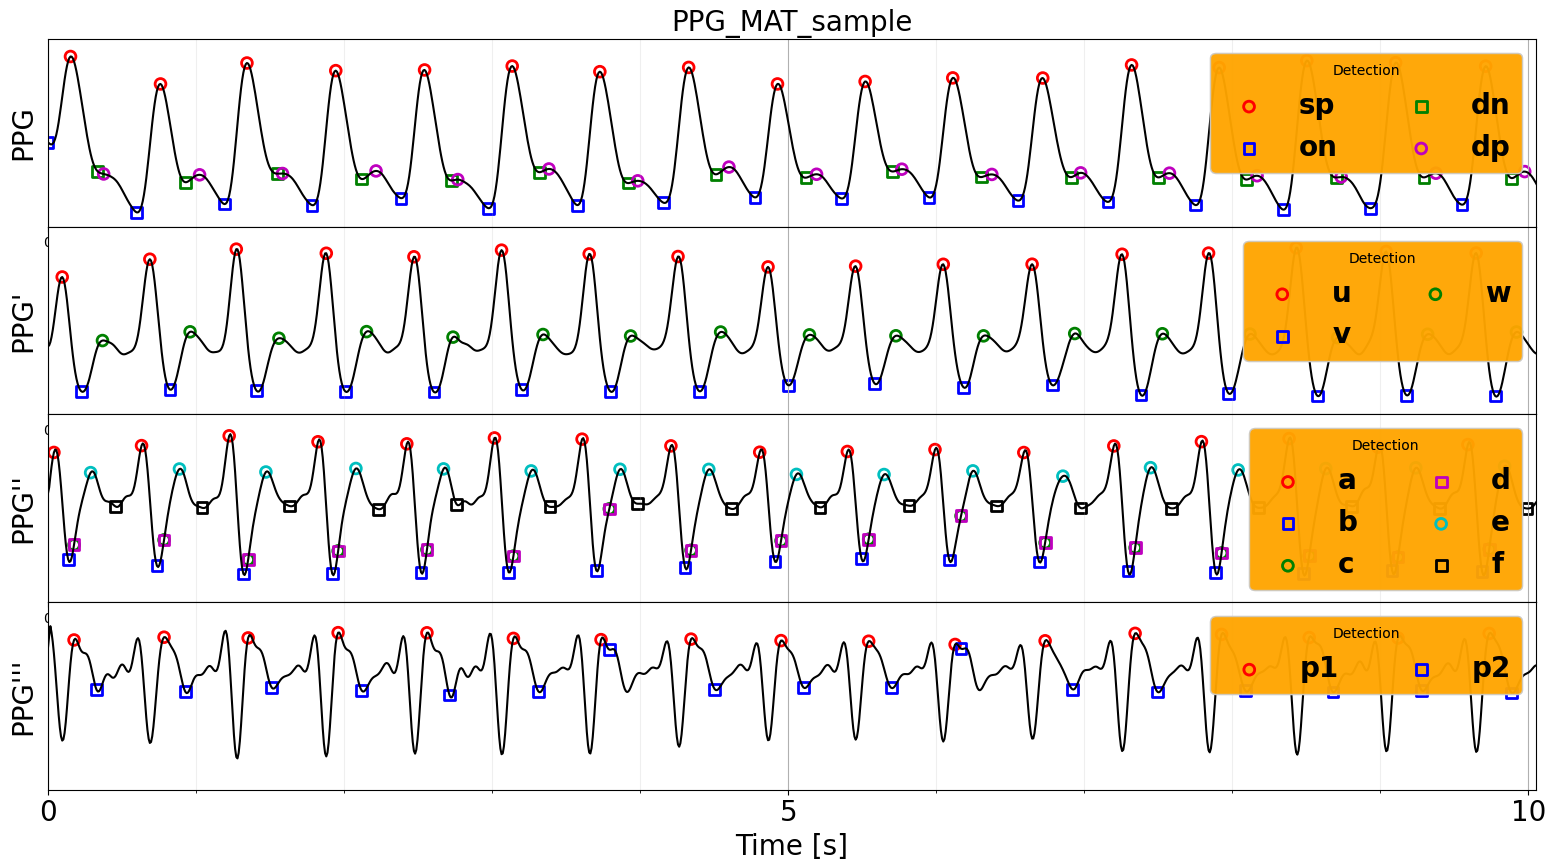 PPG_MAT_sample
PPG
Detection
sp dn
on dp
PPG'
Detection
u w
v
PPG''
Detection
a d
b e
c f
PPG'''
Detection
p1 p2
0 5 10
Time [s]